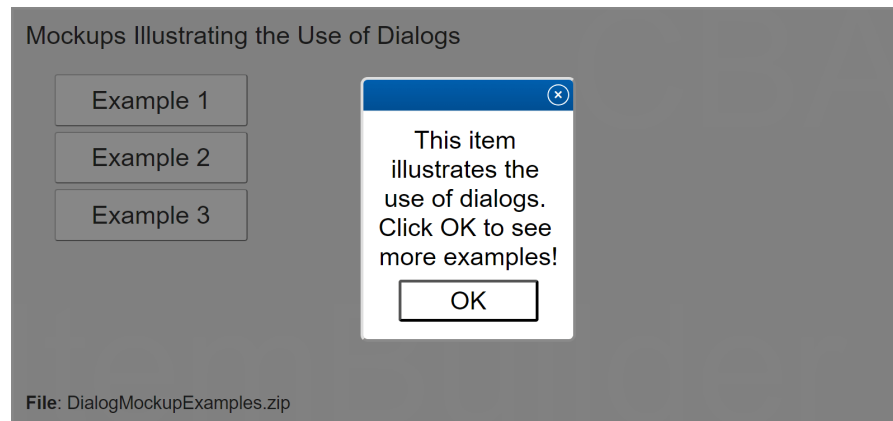 Mockups Illustrating the Use of Dialogs
Example 1
Example 2
Example 3
This item
illustrates the
use of dialogs.
Click OK to see
more examples!
OK
File: DialogMockupExamples.zip